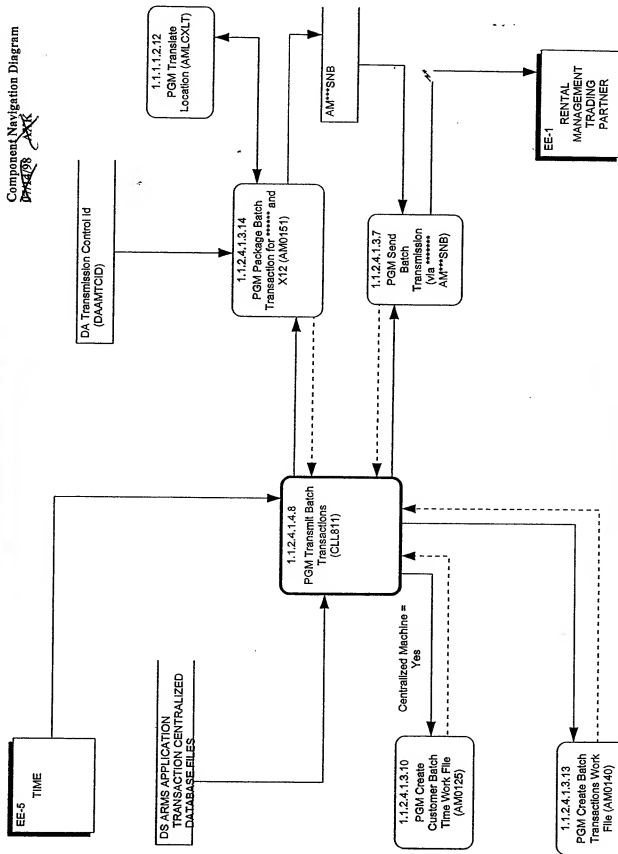 Component Navigation Diagram
07/14/98
EE-5
TIME
DS ARMS APPLICATION
TRANSACTION CENTRALIZED
DATABASE FILES
DA Transmission Control Id
(DAAMTCID)
1.1.1.1.2.12
PGM Translate
Location (AMLCXLT)
AM***SNB
1.1.2.4.1.3.14
PGM Package Batch
Transaction for ****** and
X12 (AM0151)
1.1.2.4.1.4.8
PGM Transmit Batch
Transactions
(CLL811)
1.1.2.4.1.3.7
PGM Send
Batch
Transmission
(via *******
AM***SNB)
EE-1
RENTAL
MANAGEMENT
TRADING
PARTNER
Centralized Machine =
Yes
1.1.2.4.1.3.10
PGM Create
Customer Batch
Time Work File
(AM0125)
1.1.2.4.1.3.13
PGM Create Batch
Transactions Work
File (AM0140)